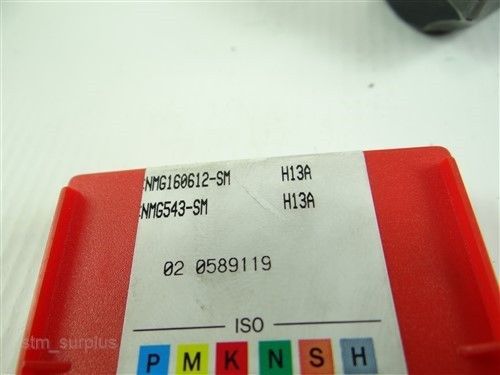 NMG160612-SM H13A
NMG543-SM H13A
02 0589119
ISO
P M K N S H
stm_surplus